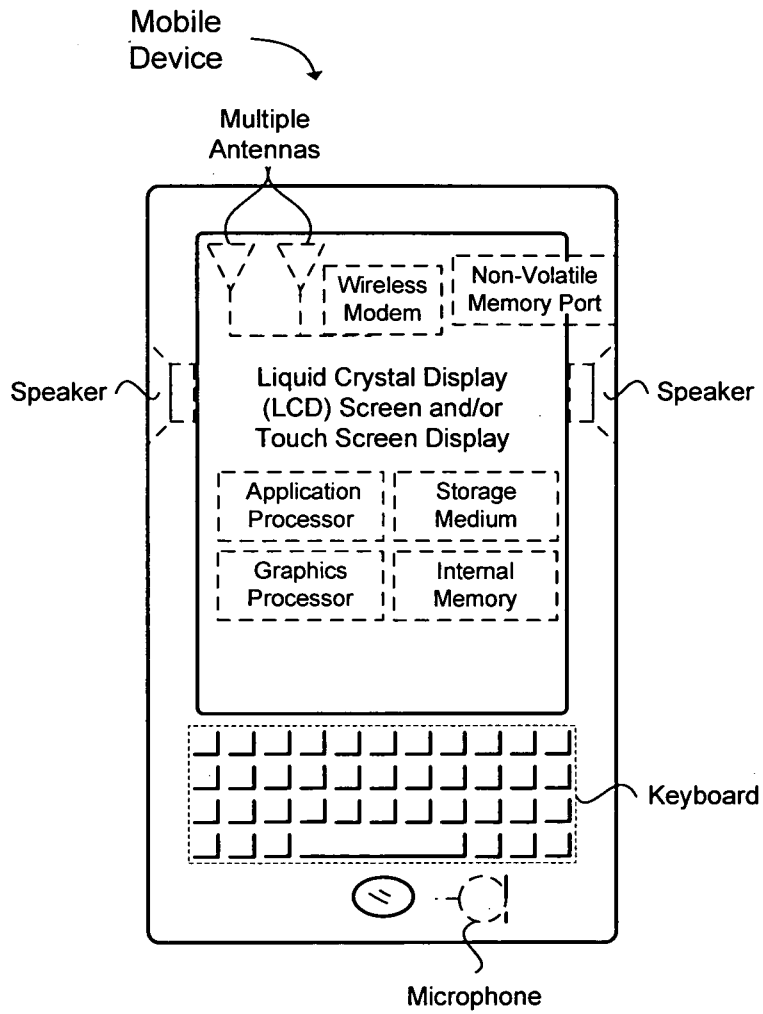 Mobile
Device
Multiple
Antennas
Wireless
Modem
Non-Volatile
Memory Port
Speaker
Liquid Crystal Display
(LCD) Screen and/or
Touch Screen Display
Speaker
Application
Processor
Storage
Medium
Graphics
Processor
Internal
Memory
Keyboard
Microphone